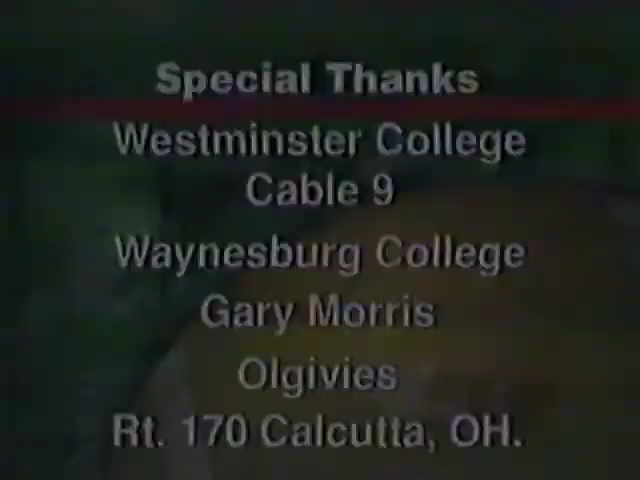 Special Thanks
Westminster College
Cable 9
Waynesburg College
Gary Morris
Olgivies
Rt. 170 Calcutta, OH.